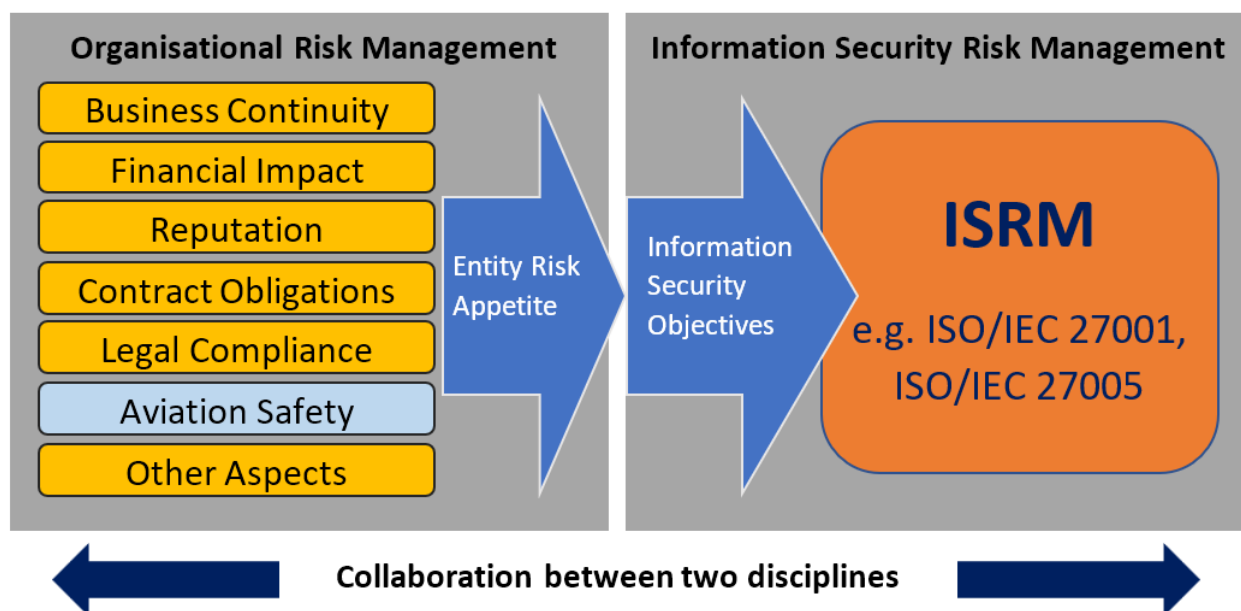 Organisational Risk Management
Business Continuity
Financial Impact
Reputation
Contract Obligations
Legal Compliance
Aviation Safety
Other Aspects
Entity Risk
Appetite
Information Security Risk Management
Information
Security
Objectives
ISRM
e.g. ISO/IEC 27001,
ISO/IEC 27005
Collaboration between two disciplines